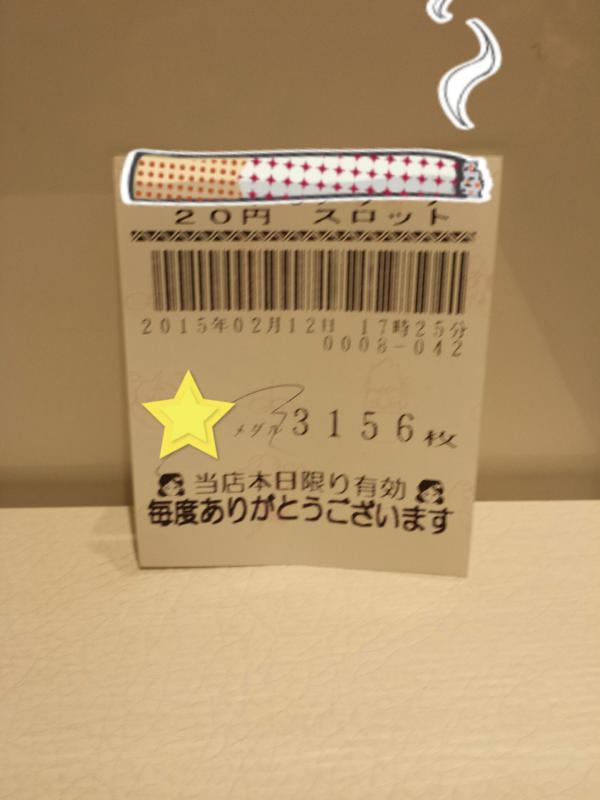 20円 スロット
2015年02月12日 17時25分
0008-042
メダル 3156枚
当店本日限り有効
毎度ありがとうございます